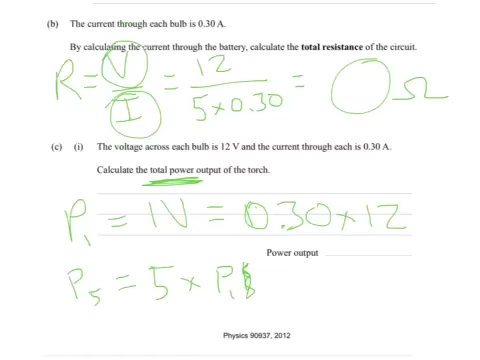 (b) The current through each bulb is 0.30 A.
By calculating the current through the battery, calculate the total resistance of the circuit.
R = V / I = 12 / 5 × 0.30 = Ω
(c) (i) The voltage across each bulb is 12 V and the current through each is 0.30 A.
Calculate the total power output of the torch.
P1 = IV = 0.30 × 12
Power output
P5 = 5 × P1
Physics 90937, 2012